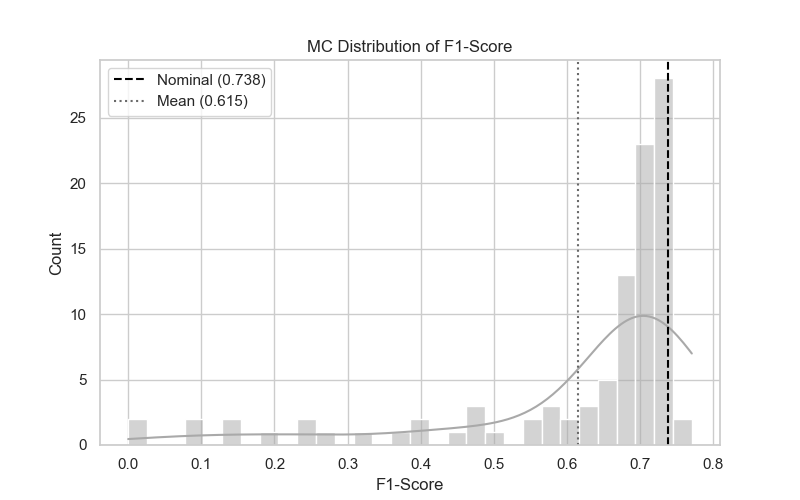 MC Distribution of F1-Score
Nominal (0.738)
Mean (0.615)
25
20
15
10
5
0
Count
0.0 0.1 0.2 0.3 0.4 0.5 0.6 0.7 0.8
F1-Score